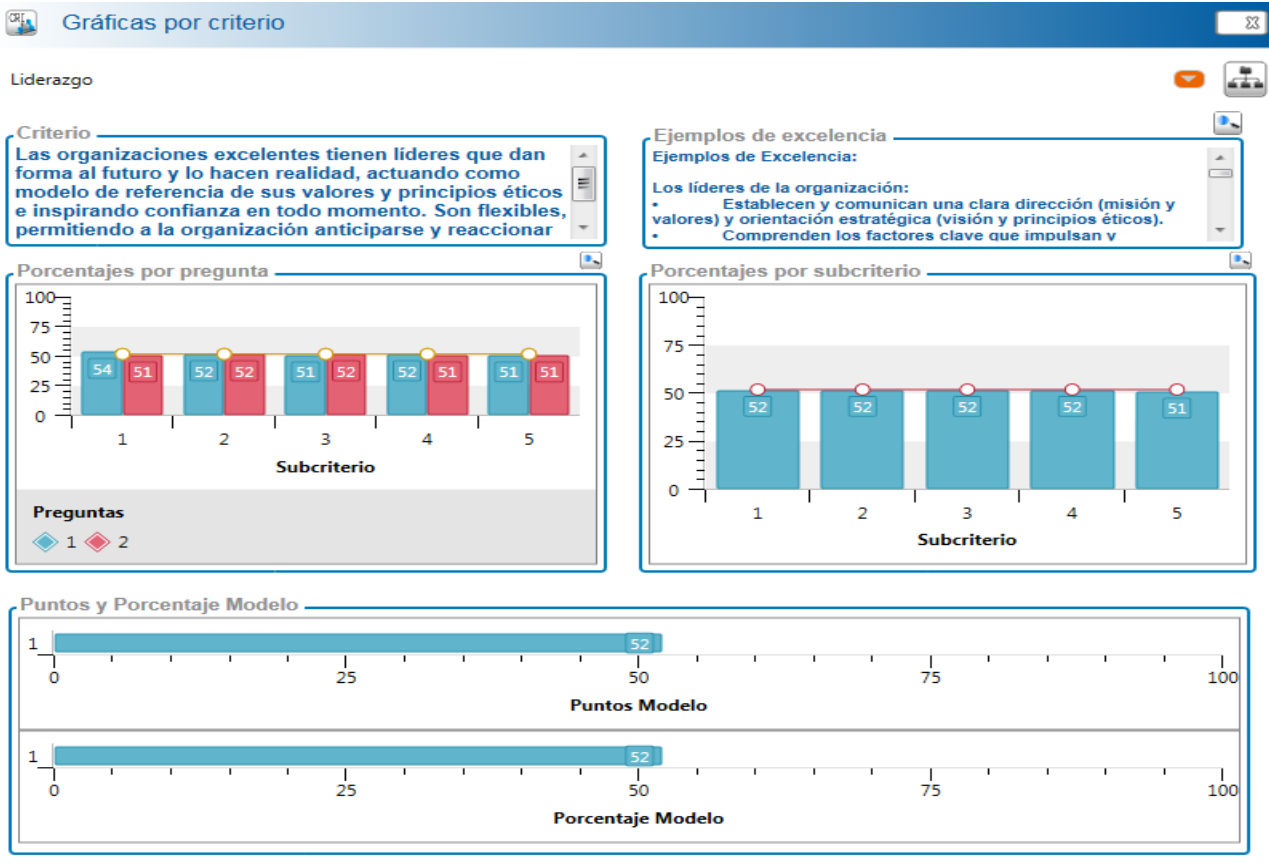 CRI
Gráficas por criterio
Liderazgo
Criterio
Las organizaciones excelentes tienen líderes que dan
forma al futuro y lo hacen realidad, actuando como
modelo de referencia de sus valores y principios éticos
e inspirando confianza en todo momento. Son flexibles,
permitiendo a la organización anticiparse y reaccionar
Ejemplos de excelencia
Ejemplos de Excelencia:
Los líderes de la organización:
• Establecen y comunican una clara dirección (misión y
valores) y orientación estratégica (visión y principios éticos).
• Comprenden los factores clave que impulsan y
Porcentajes por pregunta
100
75
50
25
0
54 51 52 52 51 52 52 51 51 51
1 2 3 4 5
Subcriterio
Preguntas
1 2
Porcentajes por subcriterio
100
75
50
25
0
52 52 52 52 51
1 2 3 4 5
Subcriterio
Puntos y Porcentaje Modelo
1
52
0 25 50 75 100
Puntos Modelo
1
52
0 25 50 75 100
Porcentaje Modelo